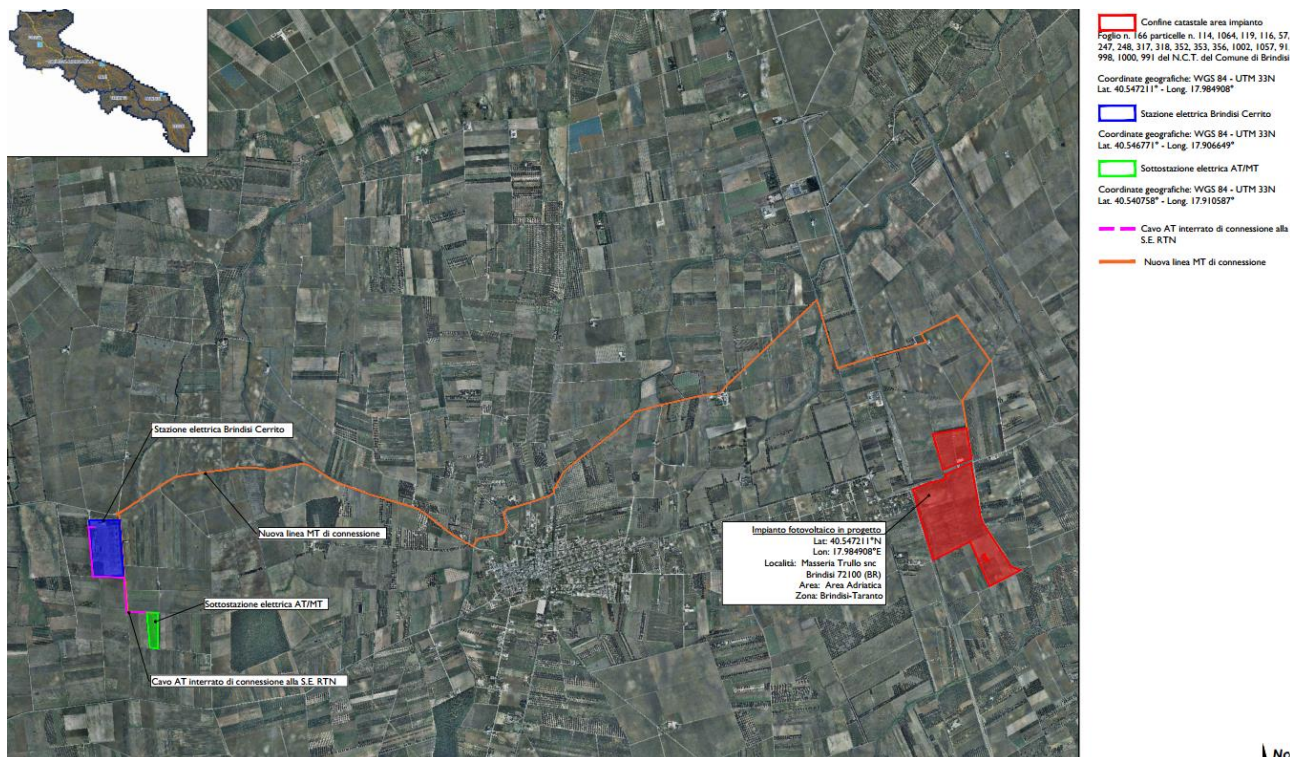 Confine catastale area impianto
Foglio n. 166 particelle n. 114, 1064, 119, 116, 57,
247, 248, 317, 318, 352, 353, 356, 1002, 1057, 91
998, 1000, 991 del N.C.T. del Comune di Brindisi
Coordinate geografiche: WGS 84 - UTM 33N
Lat. 40.547211° - Long. 17.984908°
Stazione elettrica Brindisi Cerrito
Coordinate geografiche: WGS 84 - UTM 33N
Lat. 40.546771° - Long. 17.906649°
Sottostazione elettrica AT/MT
Coordinate geografiche: WGS 84 - UTM 33N
Lat. 40.540758° - Long. 17.910587°
Cavo AT interrato di connessione alla
S.E. RTN
Nuova linea MT di connessione
Stazione elettrica Brindisi Cerrito
Nuova linea MT di connessione
Impianto fotovoltaico in progetto
Lat: 40.547211°N
Lon: 17.984908°E
Località: Masseria Trullo snc
Brindisi 72100 (BR)
Area: Area Adriatica
Zona: Brindisi-Taranto
Sottostazione elettrica AT/MT
Cavo AT interrato di connessione alla S.E. RTN